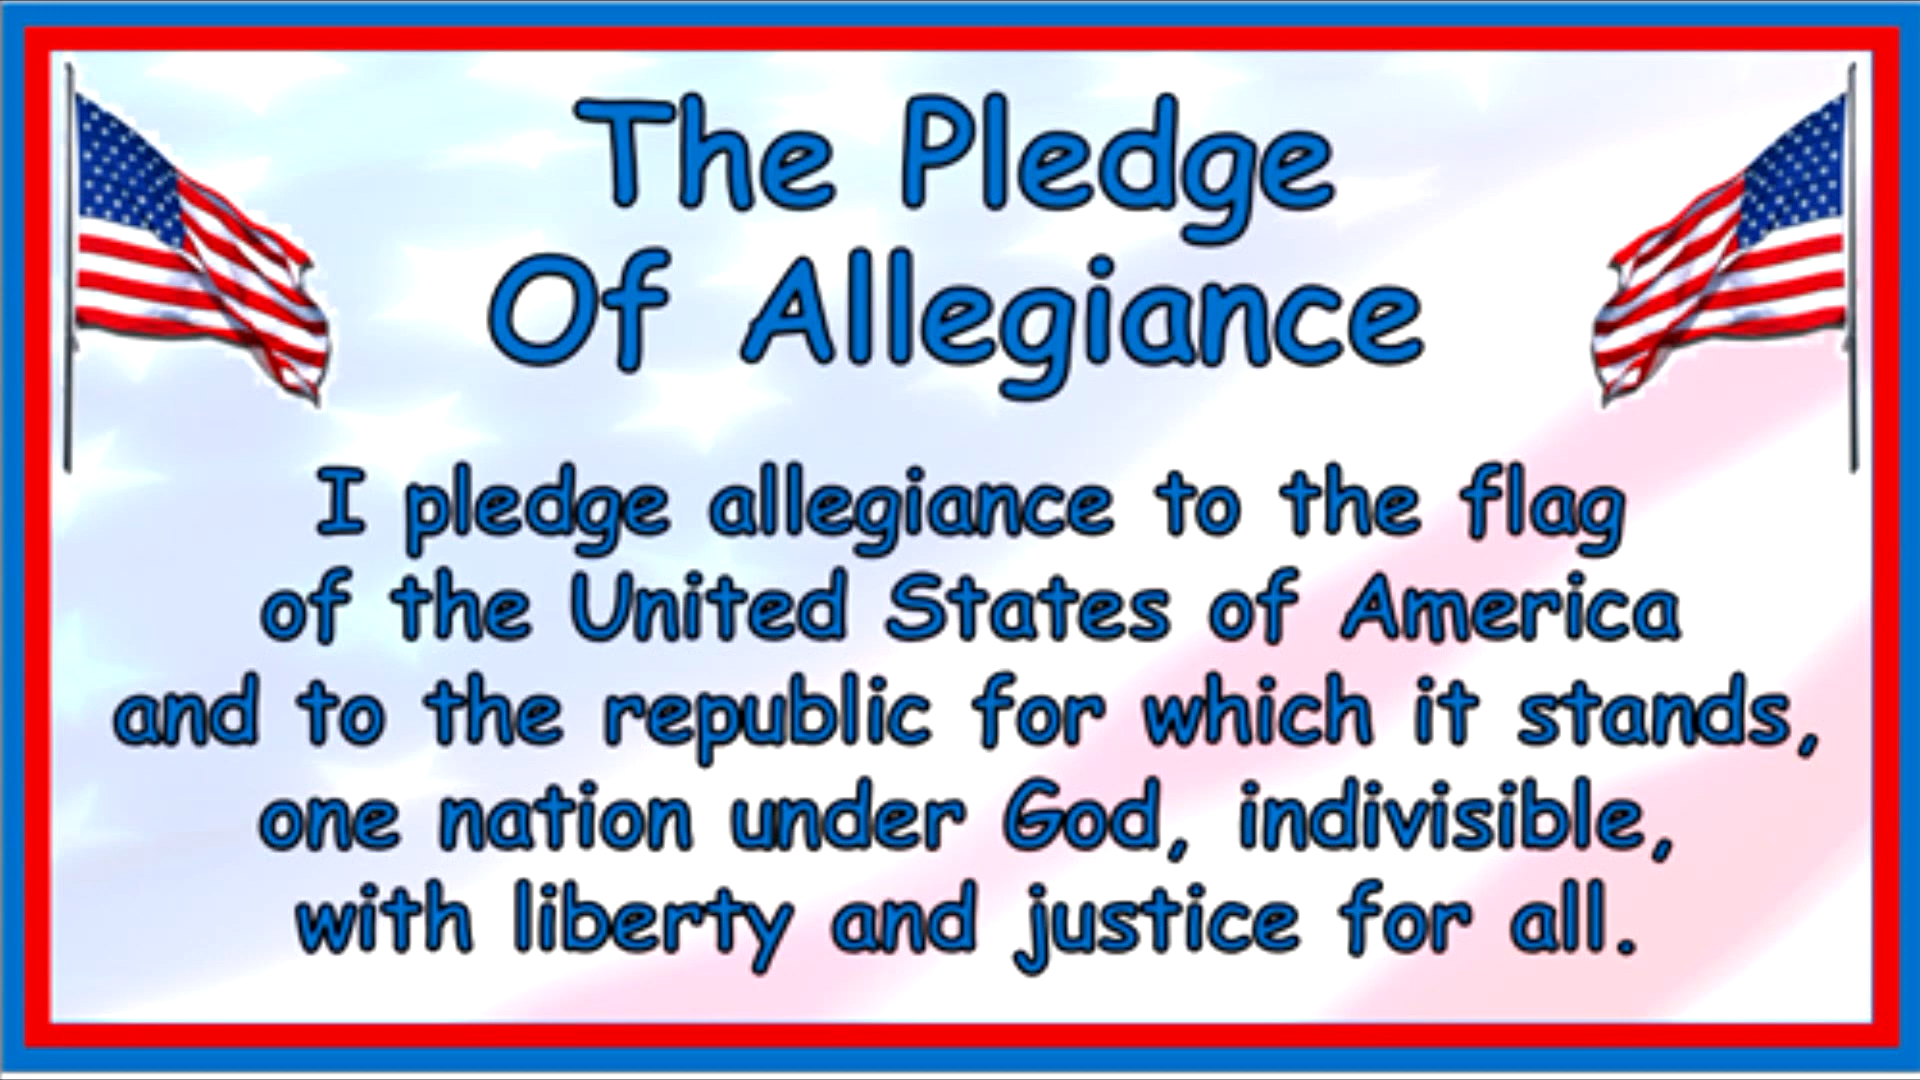 The Pledge
Of Allegiance
I pledge allegiance to the flag
of the United States of America
and to the republic for which it stands,
one nation under God, indivisible,
with liberty and justice for all.